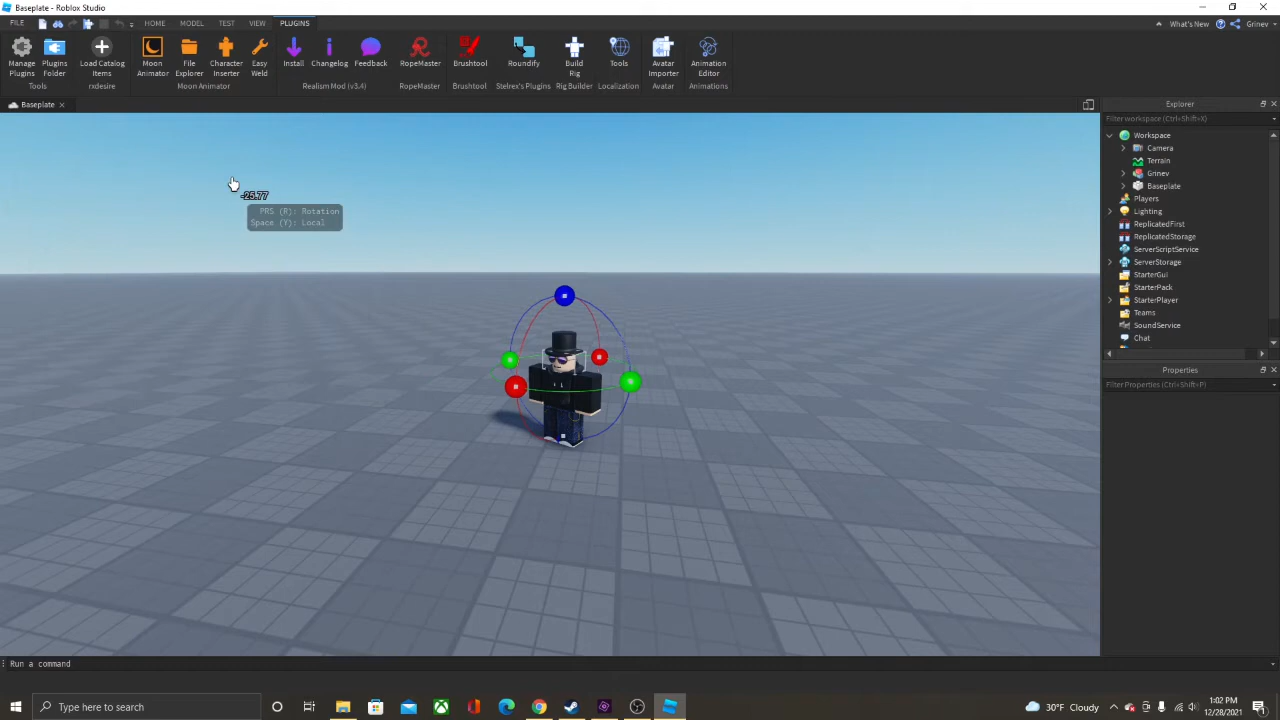 Baseplate - Roblox Studio
FILE HOME MODEL TEST VIEW PLUGINS What's New Grinev
Manage Plugins
Plugins Folder
Load Catalog Items
Moon Animator
File Explorer
Character Inserter
Easy Weld
Install
Changelog
Feedback
RopeMaster
Brushtool
Roundify
Build Rig
Tools
Avatar Importer
Animation Editor
Tools rxdesire Moon Animator Realism Mod (v3.4) RopeMaster Brushtool Stelrex's Plugins Rig Builder Localization Avatar Animations
Baseplate
Explorer
Filter workspace (Ctrl+Shift+X)
Workspace
Camera
Terrain
Grinev
Baseplate
Players
Lighting
ReplicatedFirst
ReplicatedStorage
ServerScriptService
ServerStorage
StarterGui
StarterPack
StarterPlayer
Teams
SoundService
Chat
Properties
Filter Properties (Ctrl+Shift+P)
-25.77
PRS (R): Rotation
Space (Y): Local
Run a command
Type here to search
30°F Cloudy
1:02 PM
12/28/2021